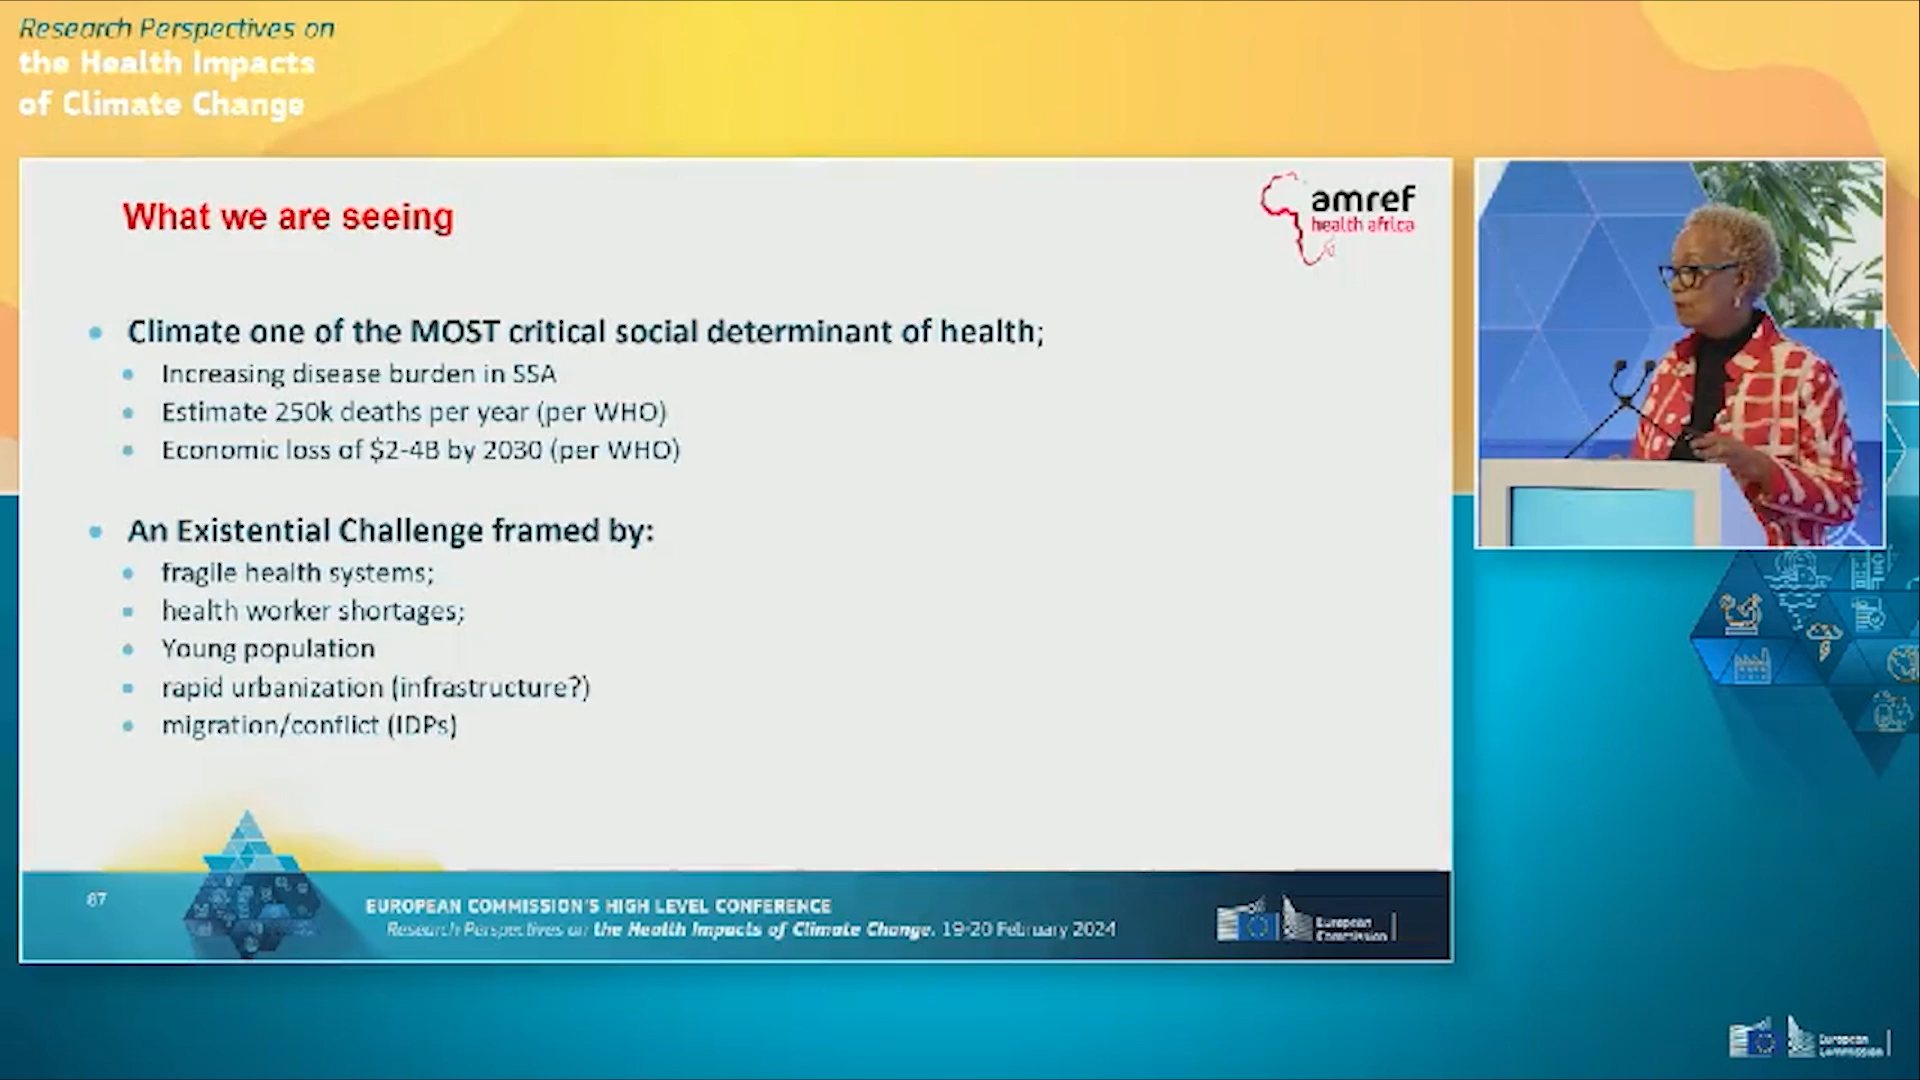 Research Perspectives on
the Health Impacts
of Climate Change
What we are seeing
amref
health africa
Climate one of the MOST critical social determinant of health;
Increasing disease burden in SSA
Estimate 250k deaths per year (per WHO)
Economic loss of $2-4B by 2030 (per WHO)
An Existential Challenge framed by:
fragile health systems;
health worker shortages;
Young population
rapid urbanization (infrastructure?)
migration/conflict (IDPs)
87
EUROPEAN COMMISSION'S HIGH LEVEL CONFERENCE
Research Perspectives on the Health Impacts of Climate Change. 19-20 February 2024
European
Commission
European
Commission